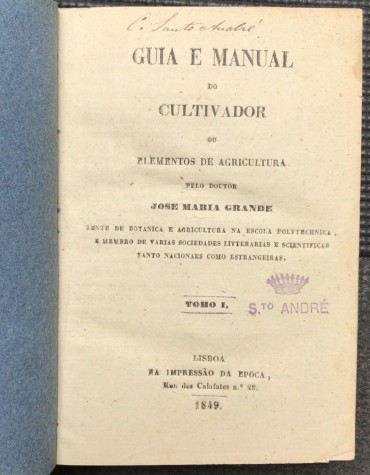 C. Santo André
GUIA E MANUAL
DO
CULTIVADOR
OU
ELEMENTOS DE AGRICULTURA
PELO DOUTOR
JOSE MARIA GRANDE
LENTE DE BOTANICA E AGRICULTURA NA ESCOLA POLYTECHNICA,
E MEMBRO DE VARIAS SOCIEDADES LITTERARIAS E SCIENTIFICAS
TANTO NACIONAES COMO ESTRANGEIRAS.
TOMO I.
S.TO ANDRÉ
LISBOA
NA IMPRESSÃO DA EPOCA,
Rua dos Calafates n.º 28.
1849.